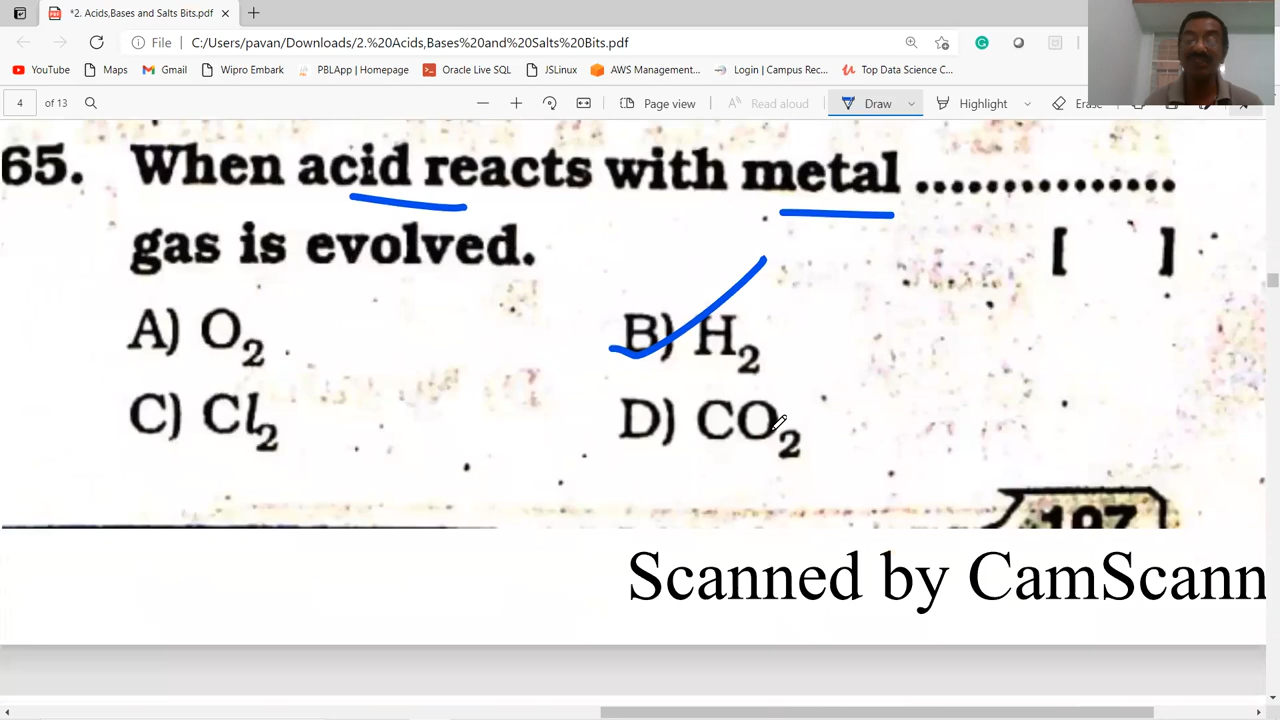 *2. Acids,Bases and Salts Bits.pdf
File C:/Users/pavan/Downloads/2.%20Acids,Bases%20and%20Salts%20Bits.pdf
YouTube Maps Gmail Wipro Embark PBLApp | Homepage Oracle Live SQL JSLinux AWS Management... Login | Campus Rec... Top Data Science C...
4 of 13 Page view Read aloud Draw Highlight Erase
65. When acid reacts with metal ..............
gas is evolved. [ ]
A) O2 B) H2
C) Cl2 D) CO2
197
Scanned by CamScann